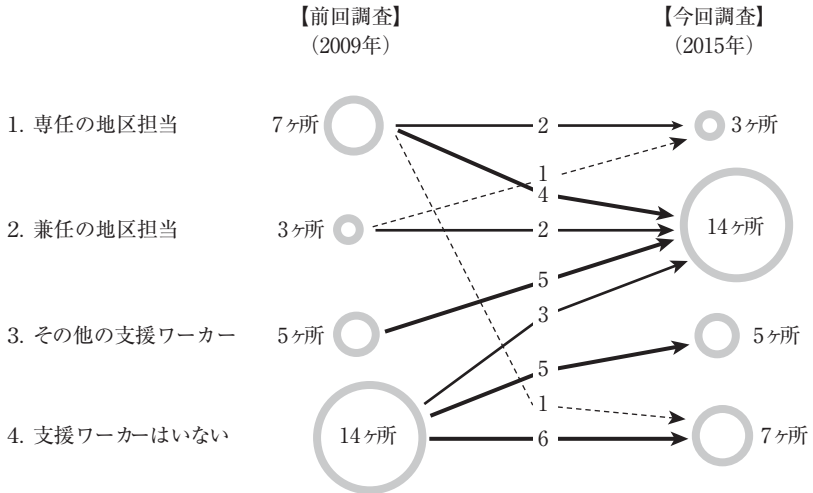 【前回調査】 【今回調査】
(2009年) (2015年)
1. 専任の地区担当 7ヶ所 2 3ヶ所
1
4
2. 兼任の地区担当 3ヶ所 2 14ヶ所
5
3
3. その他の支援ワーカー 5ヶ所 5ヶ所
5
1
4. 支援ワーカーはいない 14ヶ所 6 7ヶ所